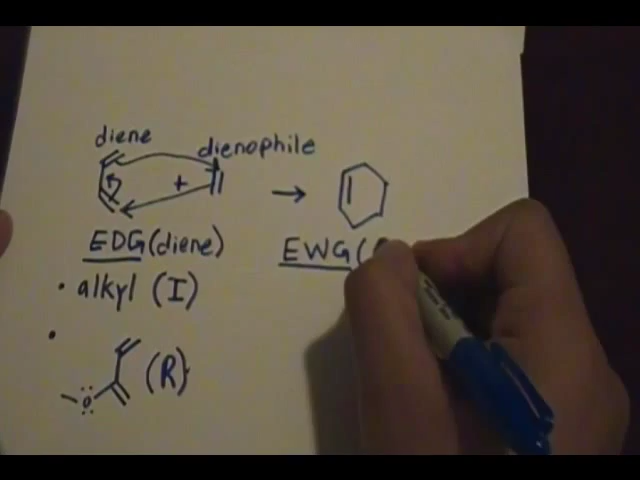 diene
dienophile
+
EDG (diene)
EWG (
• alkyl (I)
•
O
(R)